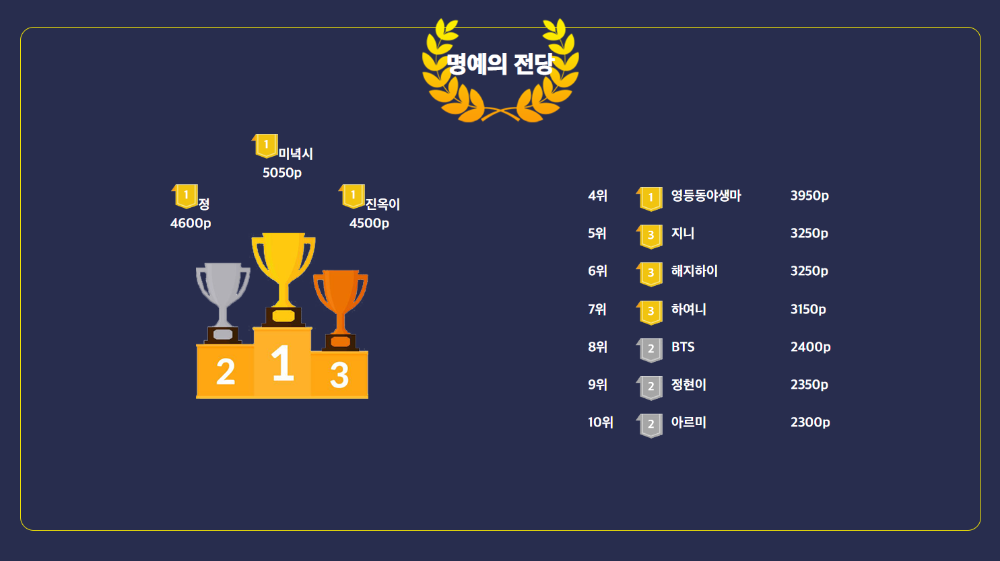 명예의 전당
1 미녁시
5050p
1 졍
4600p
1 진옥이
4500p
2 1 3
4위 1 영등동야생마 3950p
5위 3 지니 3250p
6위 3 해지하이 3250p
7위 3 하여니 3150p
8위 2 BTS 2400p
9위 2 정현이 2350p
10위 2 아르미 2300p